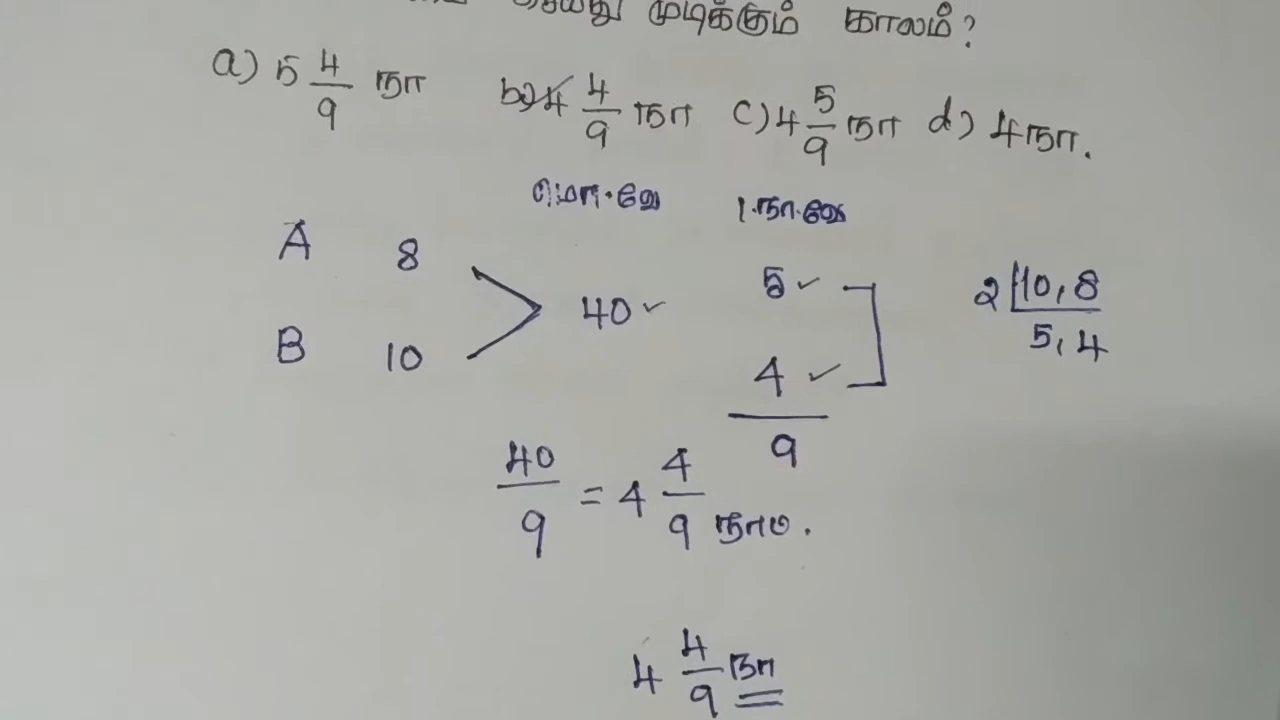 செய்து முடிக்கும் காலம்?
a) 5 4/9 நா b) 4 4/9 நா c) 4 5/9 நா d) 4நா.
மொ.வே 1.நா.வே
A 8
5
40
2 10, 8
5, 4
B 10
4
9
40/9 = 4 4/9 நாம.
4 4/9 நா